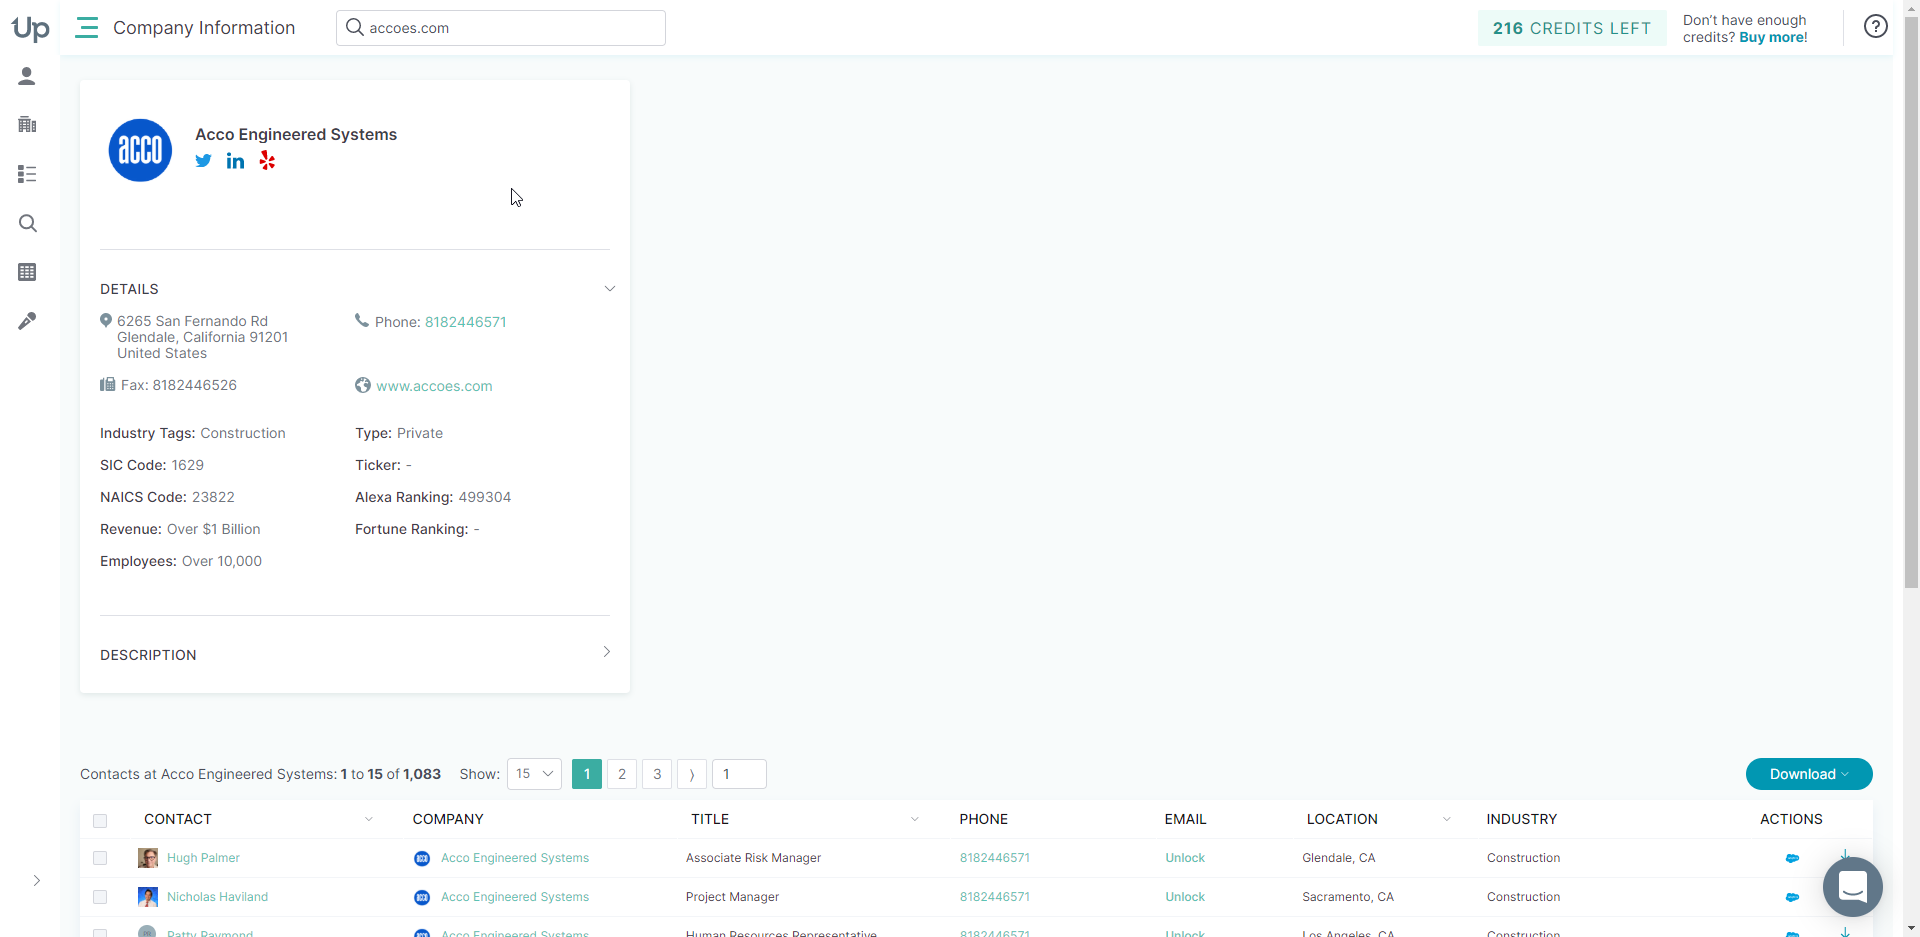 Up
Company Information
accoes.com
216 CREDITS LEFT
Don't have enough
credits? Buy more!
?
acco
Acco Engineered Systems
DETAILS
6265 San Fernando Rd
Glendale, California 91201
United States
Phone: 8182446571
Fax: 8182446526
www.accoes.com
Industry Tags: Construction
Type: Private
SIC Code: 1629
Ticker: -
NAICS Code: 23822
Alexa Ranking: 499304
Revenue: Over $1 Billion
Fortune Ranking: -
Employees: Over 10,000
DESCRIPTION
Contacts at Acco Engineered Systems: 1 to 15 of 1,083 Show: 15 1 2 3 1
Download
CONTACT COMPANY TITLE PHONE EMAIL LOCATION INDUSTRY ACTIONS
Hugh Palmer acco Acco Engineered Systems Associate Risk Manager 8182446571 Unlock Glendale, CA Construction
Nicholas Haviland acco Acco Engineered Systems Project Manager 8182446571 Unlock Sacramento, CA Construction
PR Patty Raymond Acco Engineered Systems Human Resources Representative 8182446571 Unlock Los Angeles, CA Construction